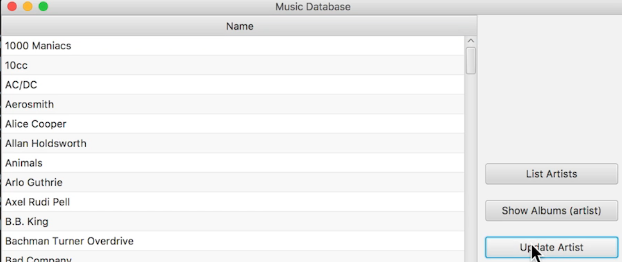 Music Database
Name
1000 Maniacs
10cc
AC/DC
Aerosmith
Alice Cooper
Allan Holdsworth
Animals
Arlo Guthrie
Axel Rudi Pell
B.B. King
Bachman Turner Overdrive
Bad Company
List Artists
Show Albums (artist)
Update Artist